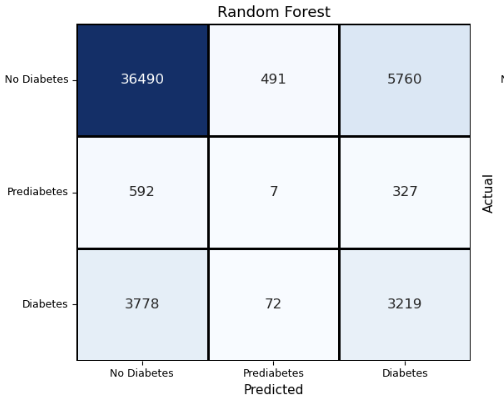 Random Forest
No Diabetes 36490 491 5760
Prediabetes 592 7 327
Diabetes 3778 72 3219
No Diabetes Prediabetes Diabetes
Predicted
Actual